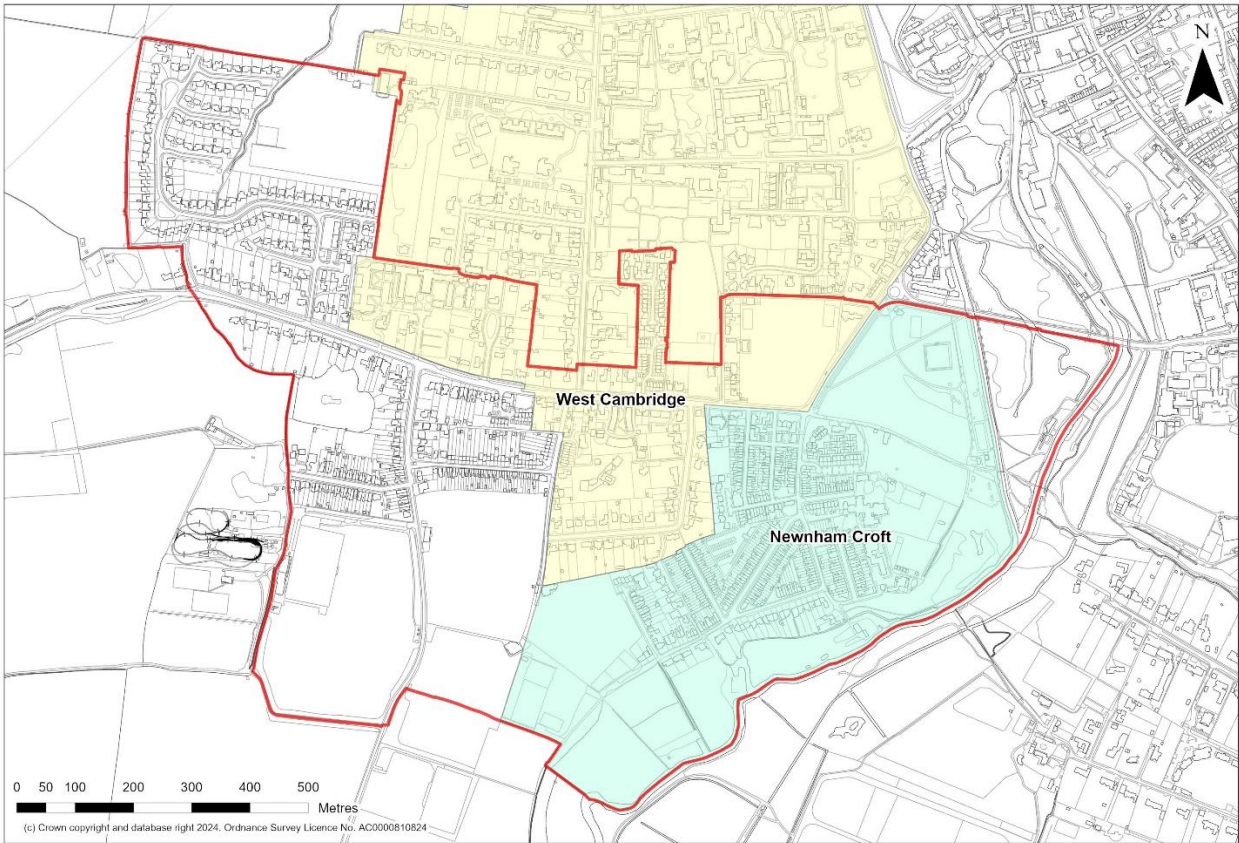 N
West Cambridge
Newnham Croft
0 50 100 200 300 400 500
Metres
(c) Crown copyright and database right 2024. Ordnance Survey Licence No. AC0000810824